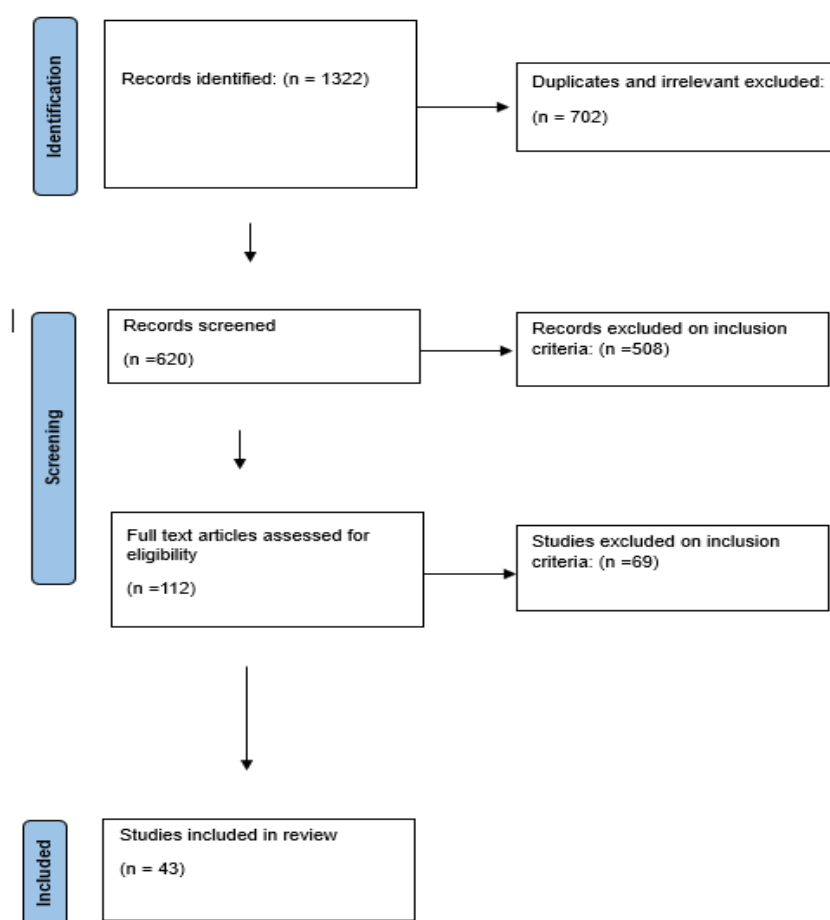 Identification
Records identified: (n = 1322)
Duplicates and irrelevant excluded:
(n = 702)
Screening
Records screened
(n =620)
Records excluded on inclusion
criteria: (n =508)
Full text articles assessed for
eligibility
(n =112)
Studies excluded on inclusion
criteria: (n =69)
Included
Studies included in review
(n = 43)